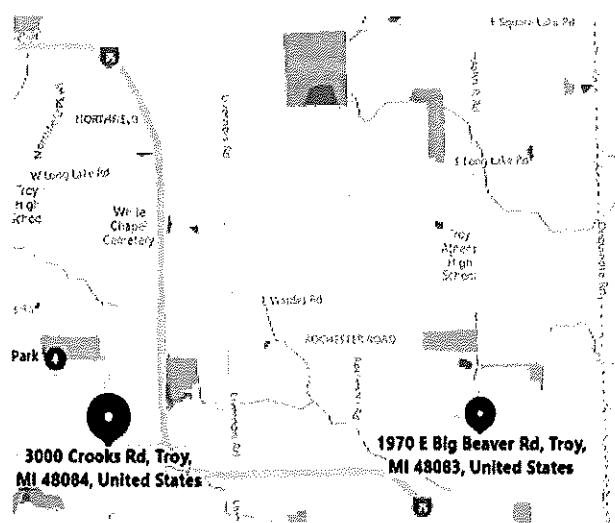 E Square Lake Rd
NORTHFIELD
W Long Lake Rd
E Long Lake Rd
Troy
High
School
White
Chapel
Cemetery
Troy
Athens
High
School
E Wattles Rd
ROCHESTER ROAD
Park
3000 Crooks Rd, Troy,
MI 48084, United States
1970 E Big Beaver Rd, Troy,
MI 48083, United States